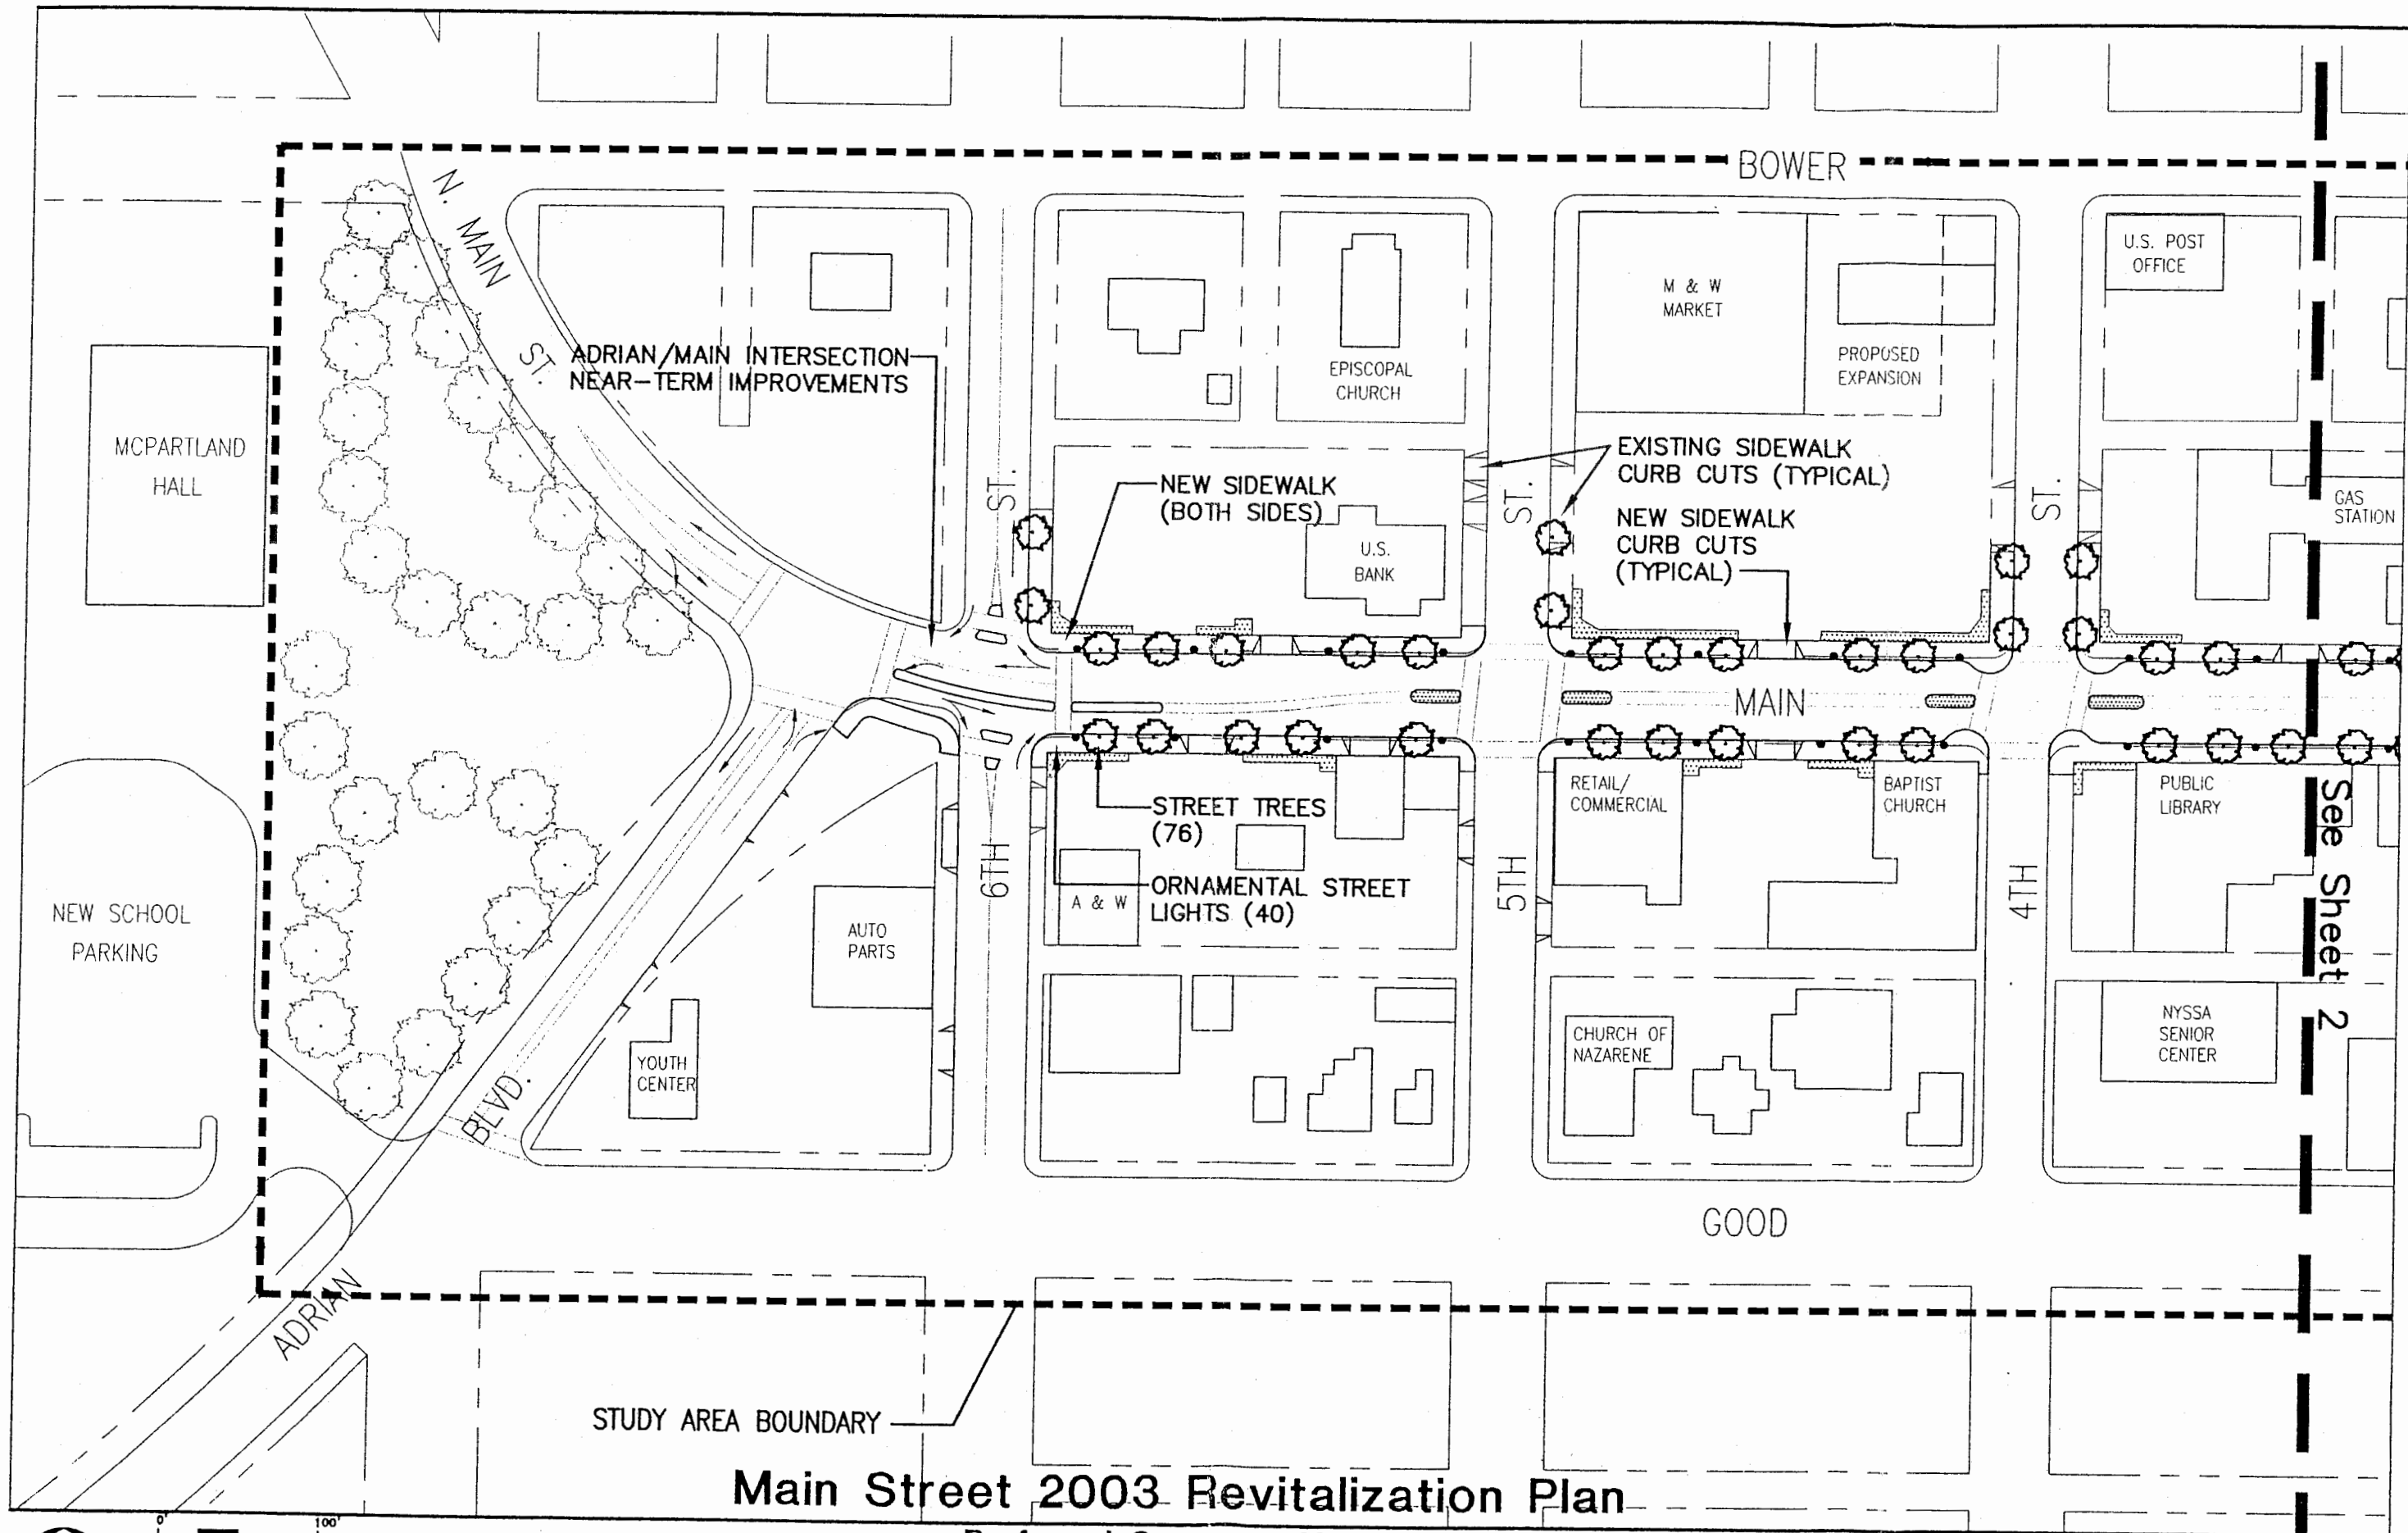 BOWER
N. MAIN
ST.
U.S. POST
OFFICE
M & W
MARKET
ADRIAN/MAIN INTERSECTION
NEAR-TERM IMPROVEMENTS
EPISCOPAL
CHURCH
PROPOSED
EXPANSION
MCPARTLAND
HALL
ST.
NEW SIDEWALK
(BOTH SIDES)
ST.
EXISTING SIDEWALK
CURB CUTS (TYPICAL)
ST.
GAS
STATION
U.S.
BANK
NEW SIDEWALK
CURB CUTS
(TYPICAL)
MAIN
STREET TREES
(76)
RETAIL/
COMMERCIAL
BAPTIST
CHURCH
PUBLIC
LIBRARY
See Sheet 2
6TH
5TH
4TH
ORNAMENTAL STREET
LIGHTS (40)
A & W
NEW SCHOOL
PARKING
AUTO
PARTS
YOUTH
CENTER
CHURCH OF
NAZARENE
NYSSA
SENIOR
CENTER
BLVD.
GOOD
ADRIAN
STUDY AREA BOUNDARY
Main Street 2003 Revitalization Plan
0'
100'